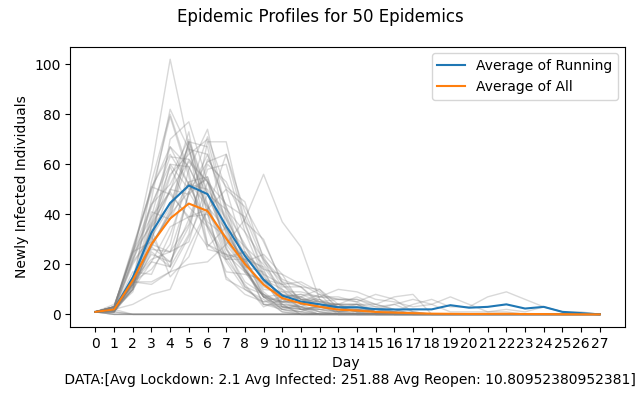 Epidemic Profiles for 50 Epidemics
Average of Running
Average of All
Newly Infected Individuals
100
80
60
40
20
0
0 1 2 3 4 5 6 7 8 9 10 11 12 13 14 15 16 17 18 19 20 21 22 23 24 25 26 27
Day
DATA:[Avg Lockdown: 2.1 Avg Infected: 251.88 Avg Reopen: 10.80952380952381]